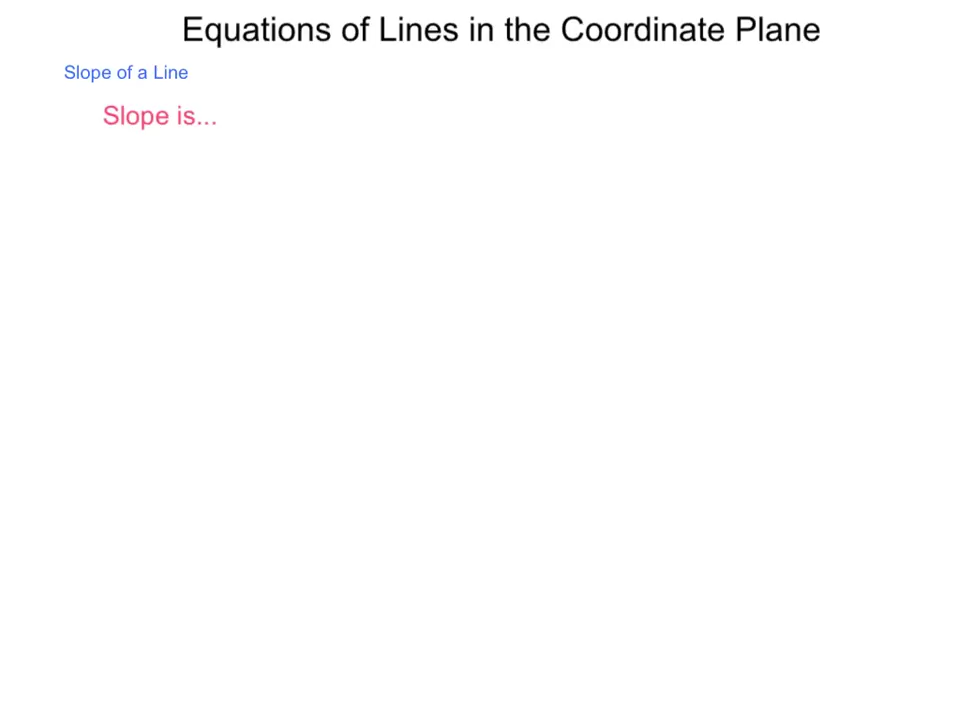 Equations of Lines in the Coordinate Plane
Slope of a Line
Slope is...